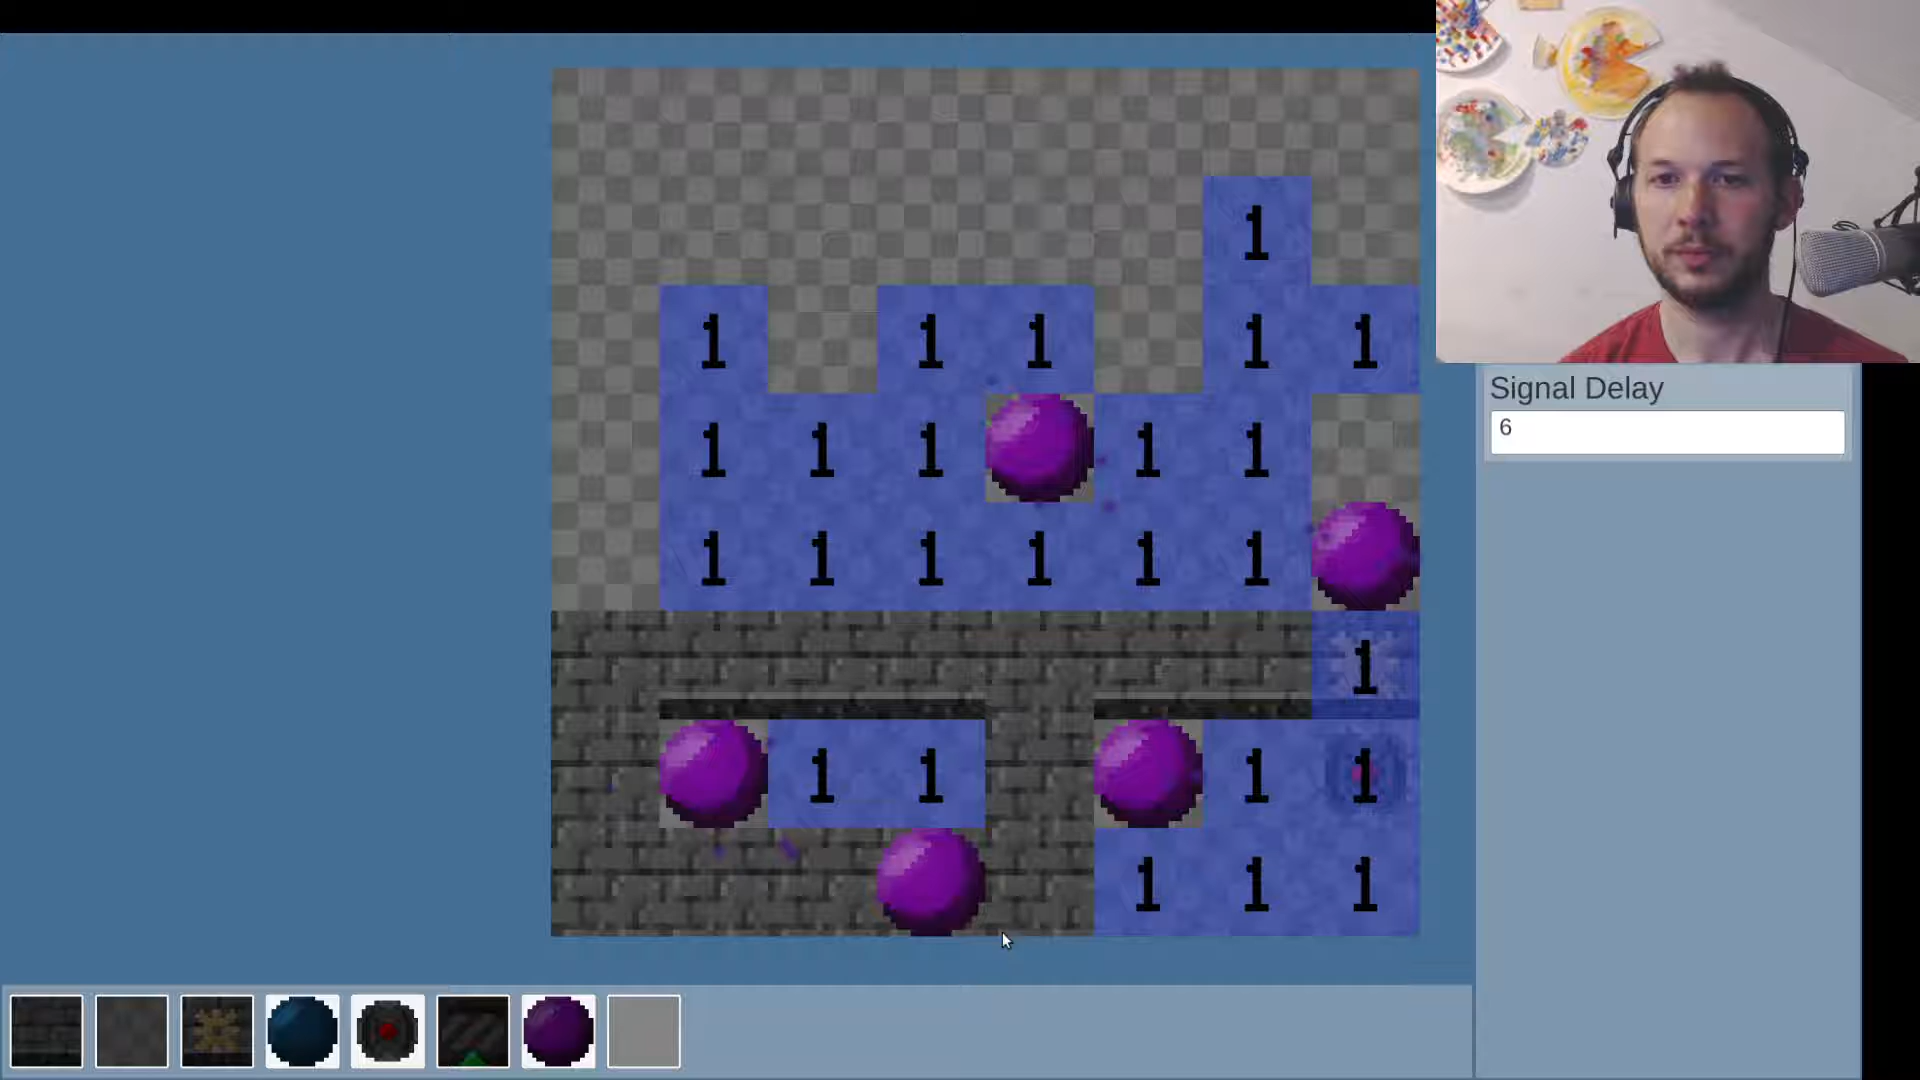 1
1 1 1 1 1
Signal Delay
6
1 1 1 1 1
1 1 1 1 1 1
1
1 1 1 1
1 1 1